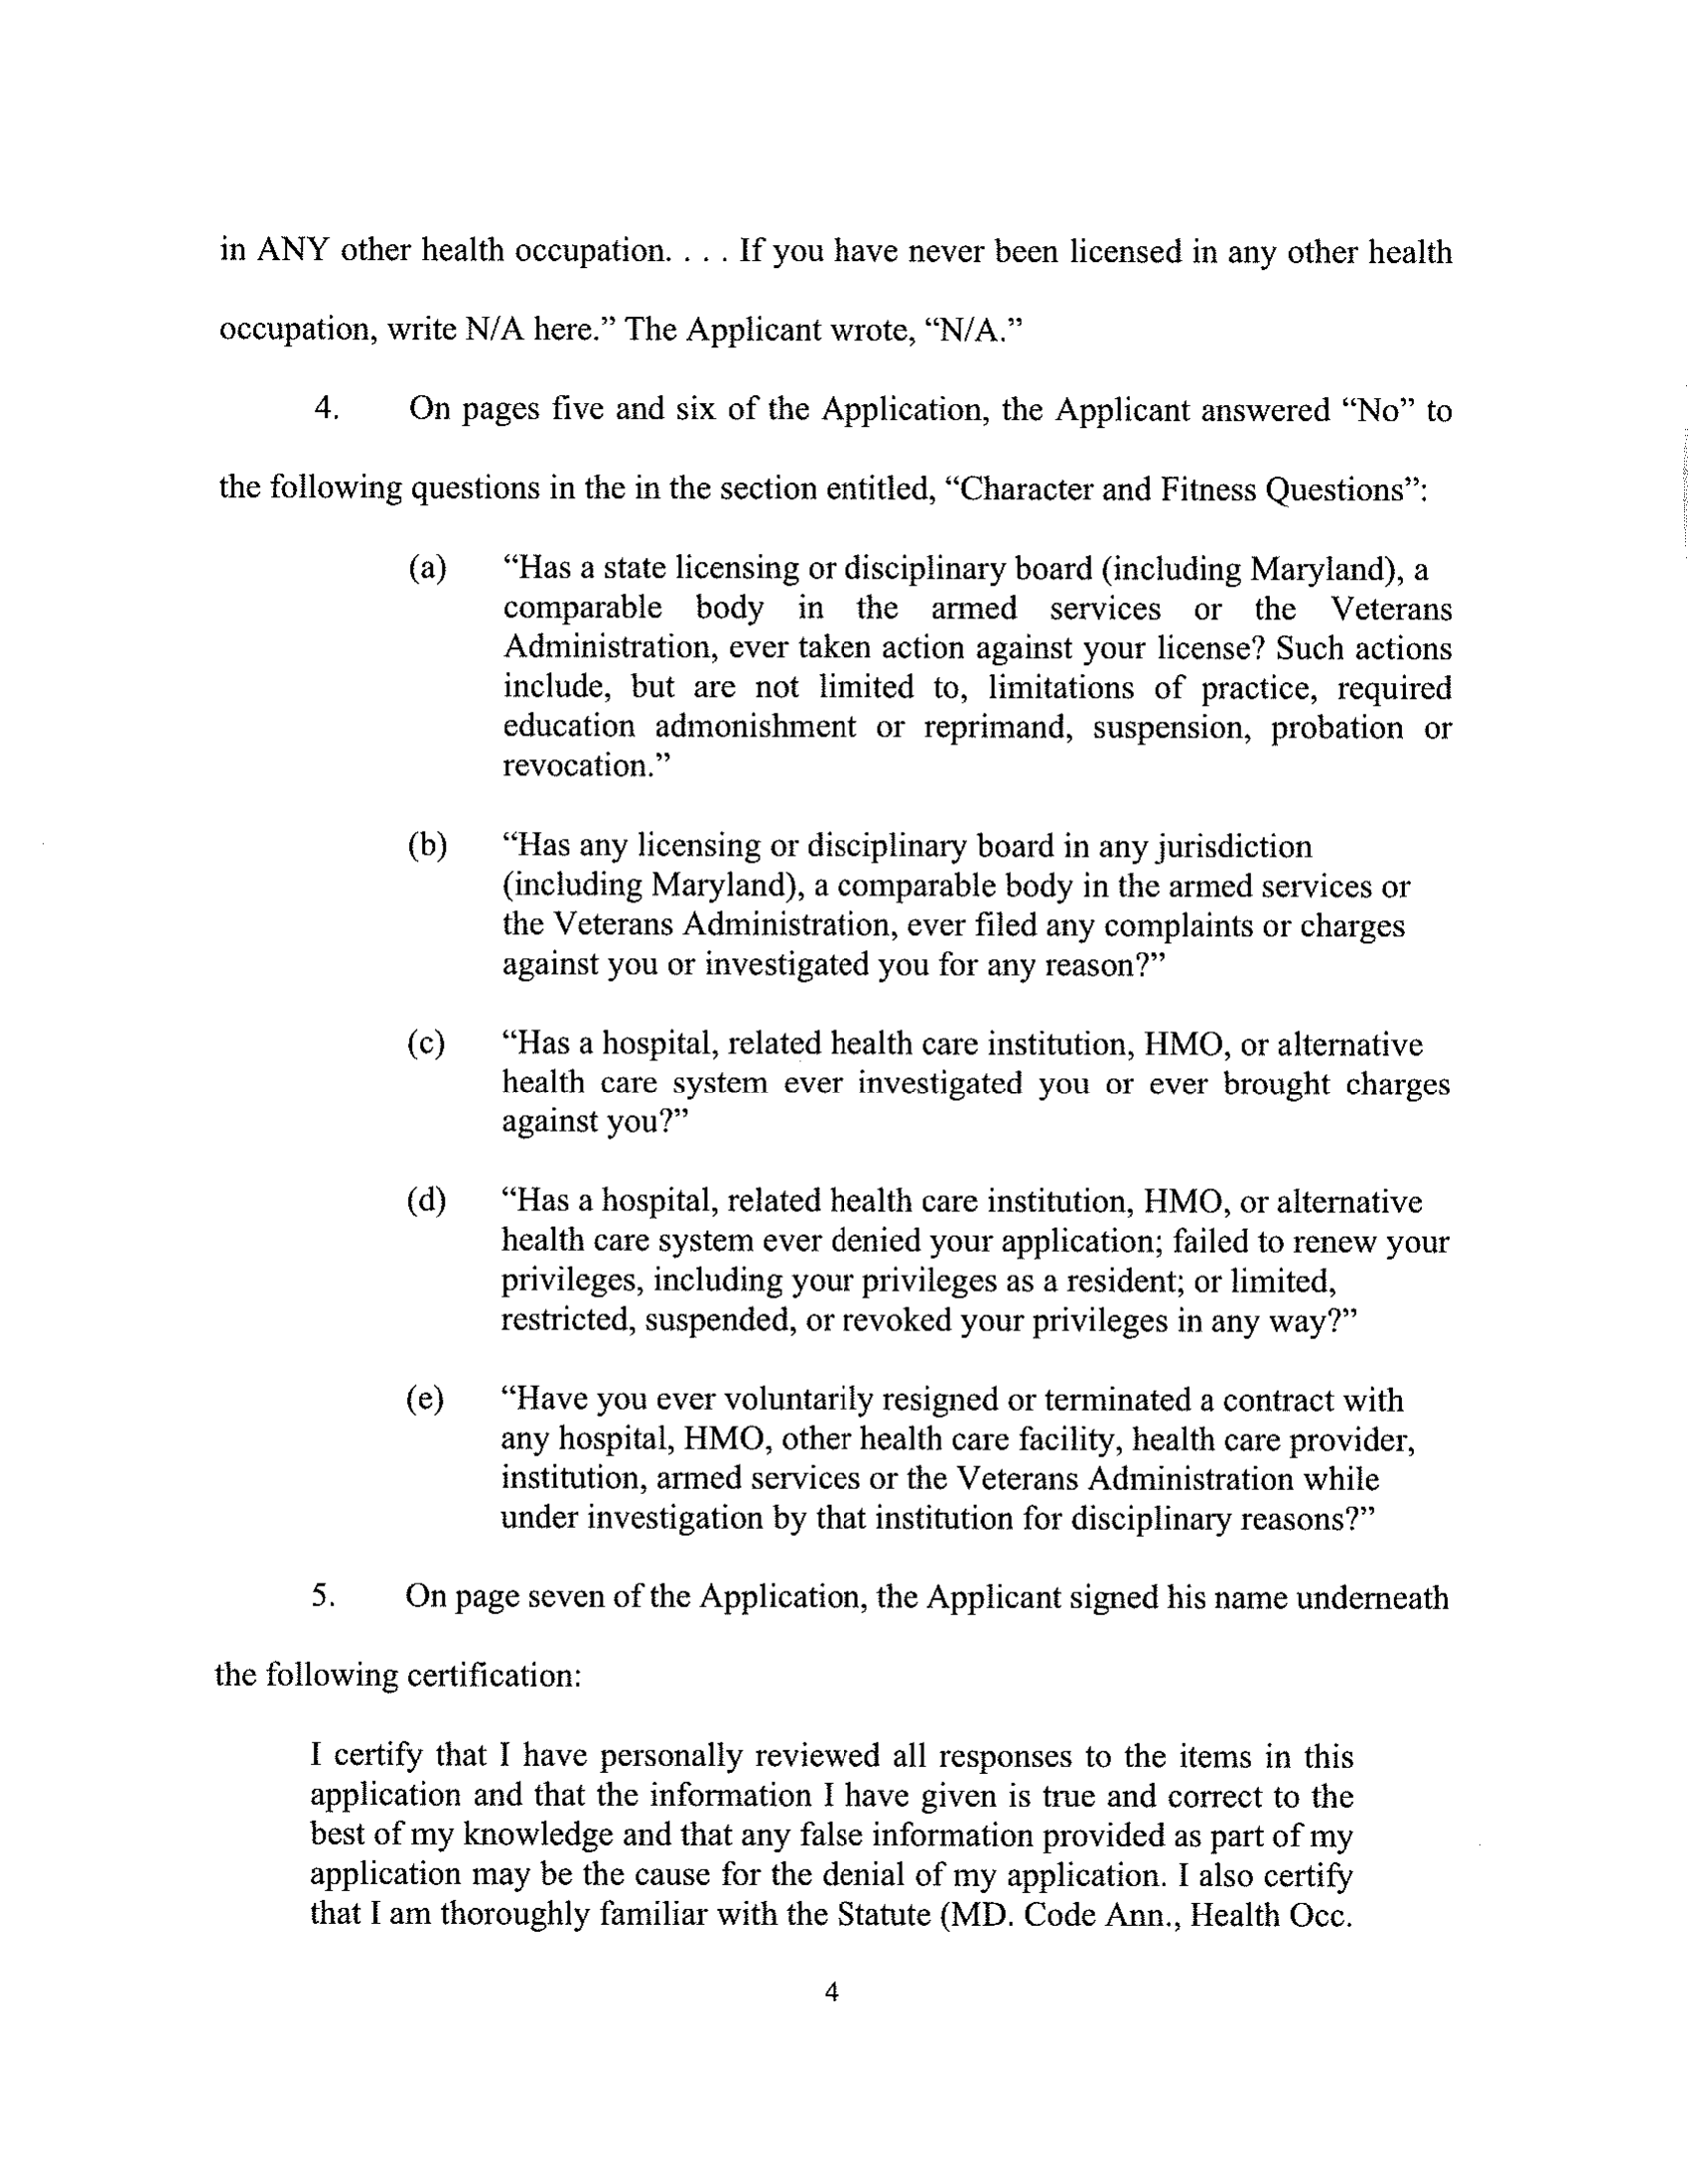 in ANY other health occupation. . . . If you have never been licensed in any other health
occupation, write N/A here.” The Applicant wrote, “N/A.”
4. On pages five and six of the Application, the Applicant answered “No” to
the following questions in the in the section entitled, “Character and Fitness Questions”:
(a) “Has a state licensing or disciplinary board (including Maryland), a
comparable body in the armed services or the Veterans
Administration, ever taken action against your license? Such actions
include, but are not limited to, limitations of practice, required
education admonishment or reprimand, suspension, probation or
revocation.”
(b) “Has any licensing or disciplinary board in any jurisdiction
(including Maryland), a comparable body in the armed services or
the Veterans Administration, ever filed any complaints or charges
against you or investigated you for any reason?”
(c) “Has a hospital, related health care institution, HMO, or alternative
health care system ever investigated you or ever brought charges
against you?”
(d) “Has a hospital, related health care institution, HMO, or alternative
health care system ever denied your application; failed to renew your
privileges, including your privileges as a resident; or limited,
restricted, suspended, or revoked your privileges in any way?”
(e) “Have you ever voluntarily resigned or terminated a contract with
any hospital, HMO, other health care facility, health care provider,
institution, armed services or the Veterans Administration while
under investigation by that institution for disciplinary reasons?”
5. On page seven of the Application, the Applicant signed his name underneath
the following certification:
I certify that I have personally reviewed all responses to the items in this
application and that the information I have given is true and correct to the
best of my knowledge and that any false information provided as part of my
application may be the cause for the denial of my application. I also certify
that I am thoroughly familiar with the Statute (MD. Code Ann., Health Occ.
4